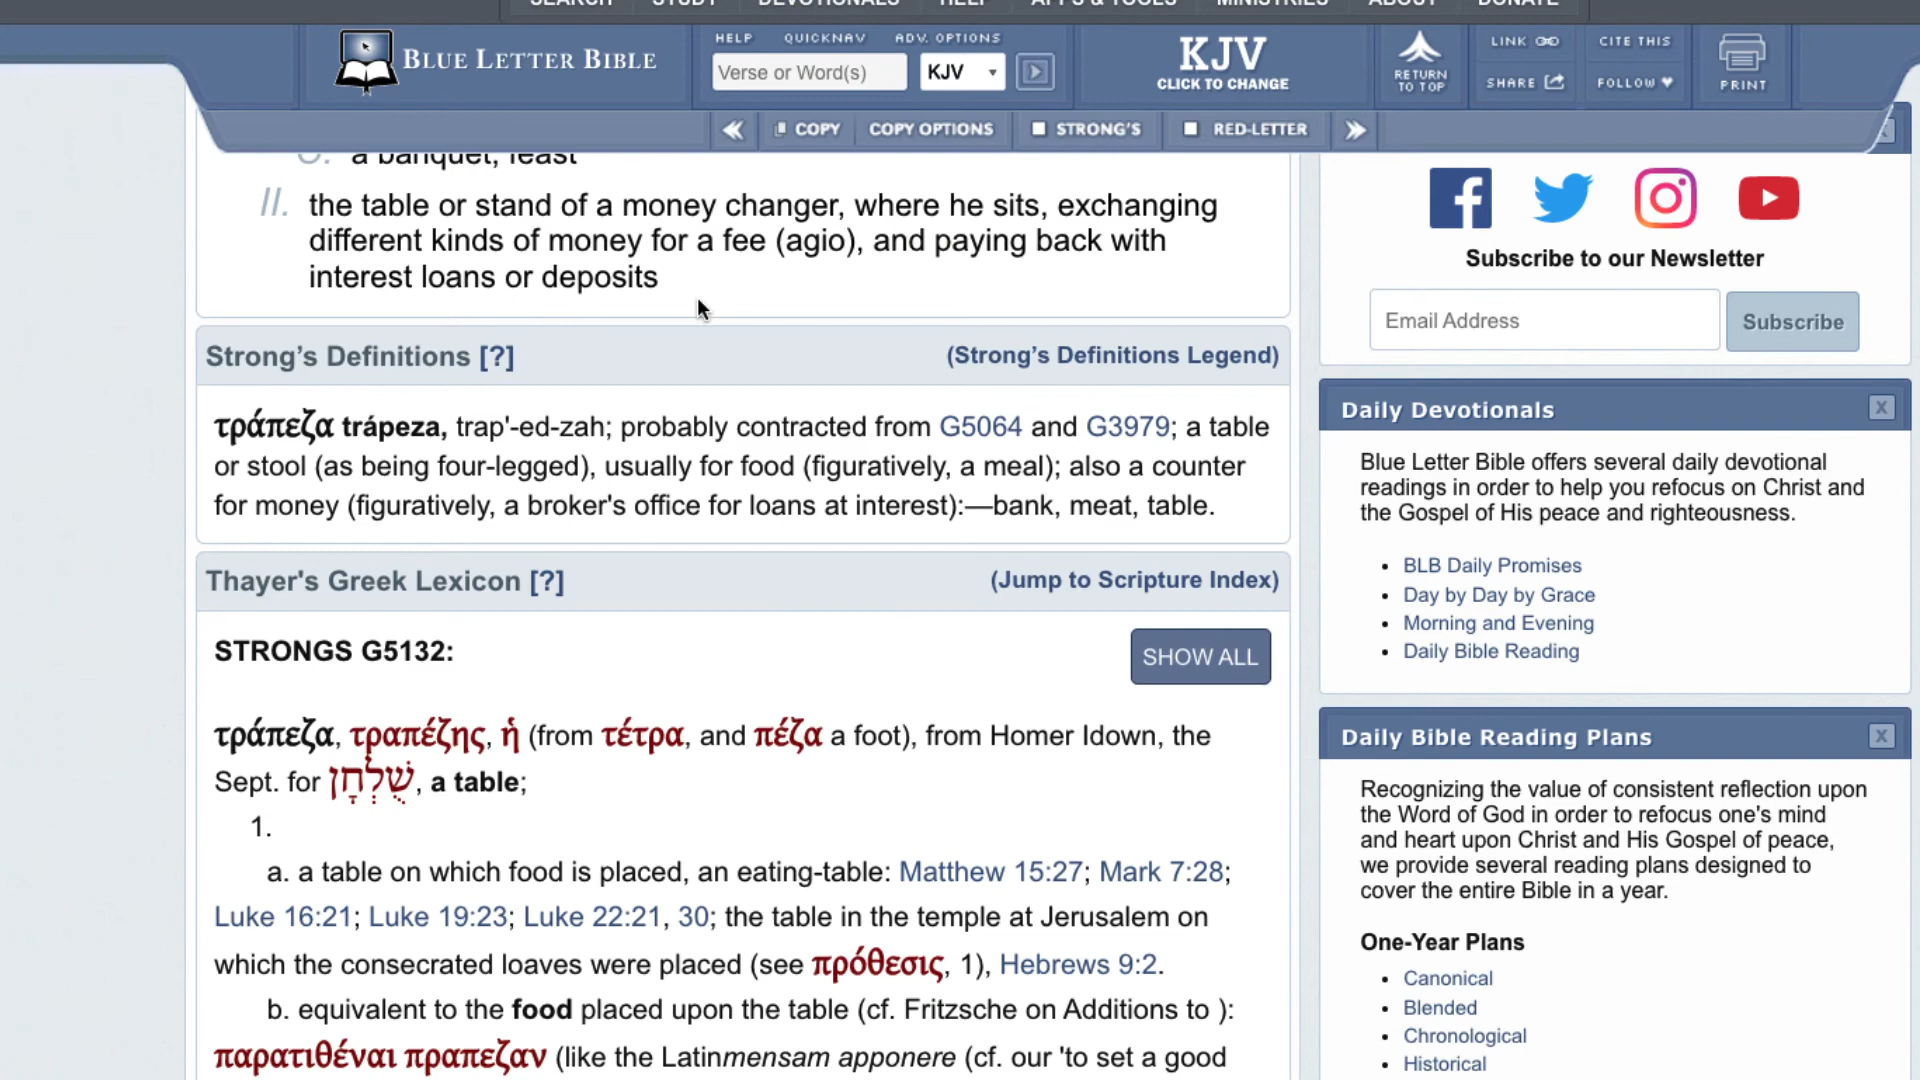 SEARCH STUDY DEVOTIONALS HELP APPS & TOOLS MINISTRIES ABOUT DONATE
BLUE LETTER BIBLE
HELP QUICKNAV ADV. OPTIONS
Verse or Word(s) KJV
KJV
CLICK TO CHANGE
RETURN
TO TOP
LINK
SHARE
CITE THIS
FOLLOW
PRINT
COPY COPY OPTIONS STRONG'S RED-LETTER
a banquet, feast
II. the table or stand of a money changer, where he sits, exchanging
different kinds of money for a fee (agio), and paying back with
interest loans or deposits
Strong’s Definitions [?] (Strong’s Definitions Legend)
τράπεζα trápeza, trap'-ed-zah; probably contracted from G5064 and G3979; a table
or stool (as being four-legged), usually for food (figuratively, a meal); also a counter
for money (figuratively, a broker's office for loans at interest):—bank, meat, table.
Thayer's Greek Lexicon [?] (Jump to Scripture Index)
STRONGS G5132: SHOW ALL
τράπεζα, τραπέζης, ἡ (from τέτρα, and πέζα a foot), from Homer Idown, the
Sept. for שֻׁלְחָן, a table;
1.
a. a table on which food is placed, an eating-table: Matthew 15:27; Mark 7:28;
Luke 16:21; Luke 19:23; Luke 22:21, 30; the table in the temple at Jerusalem on
which the consecrated loaves were placed (see πρόθεσις, 1), Hebrews 9:2.
b. equivalent to the food placed upon the table (cf. Fritzsche on Additions to ):
παρατιθέναι πραπεζαν (like the Latinmensam apponere (cf. our 'to set a good
X
Subscribe to our Newsletter
Email Address Subscribe
Daily Devotionals X
Blue Letter Bible offers several daily devotional
readings in order to help you refocus on Christ and
the Gospel of His peace and righteousness.
• BLB Daily Promises
• Day by Day by Grace
• Morning and Evening
• Daily Bible Reading
Daily Bible Reading Plans X
Recognizing the value of consistent reflection upon
the Word of God in order to refocus one's mind
and heart upon Christ and His Gospel of peace,
we provide several reading plans designed to
cover the entire Bible in a year.
One-Year Plans
• Canonical
• Blended
• Chronological
• Historical